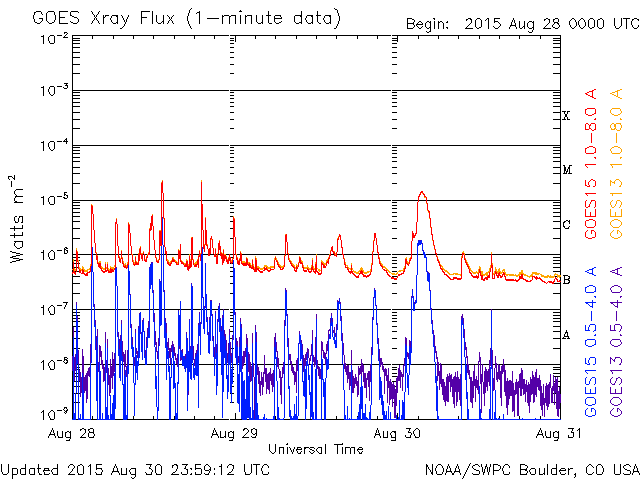 GOES Xray Flux (1-minute data)
Begin: 2015 Aug 28 0000 UTC
10-2
10-3
10-4
10-5
10-6
10-7
10-8
10-9
Watts m-2
X
M
C
B
A
GOES15 1.0-8.0 A
GOES13 1.0-8.0 A
GOES15 0.5-4.0 A
GOES13 0.5-4.0 A
Aug 28
Aug 29
Aug 30
Aug 31
Universal Time
Updated 2015 Aug 30 23:59:12 UTC
NOAA/SWPC Boulder, CO USA